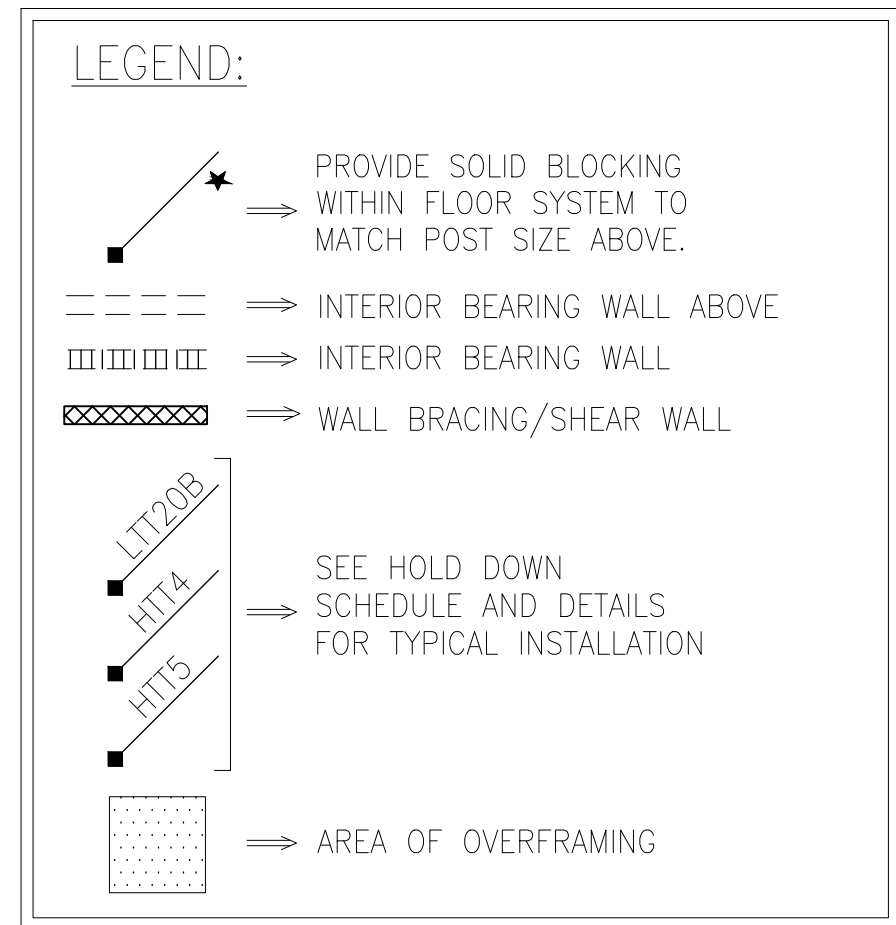 LEGEND:
PROVIDE SOLID BLOCKING
WITHIN FLOOR SYSTEM TO
MATCH POST SIZE ABOVE.
INTERIOR BEARING WALL ABOVE
INTERIOR BEARING WALL
WALL BRACING/SHEAR WALL
LTT20B
HTT4
HTT5
SEE HOLD DOWN
SCHEDULE AND DETAILS
FOR TYPICAL INSTALLATION
AREA OF OVERFRAMING